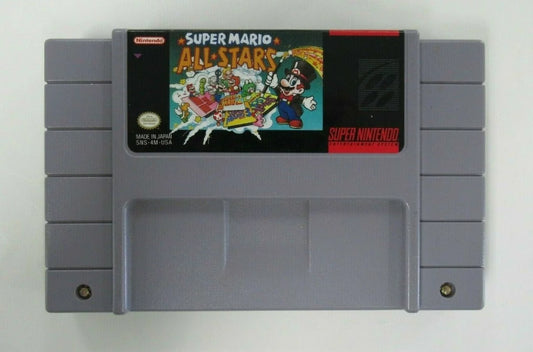 Nintendo
SUPER MARIO
ALL-STARS
MADE IN JAPAN
SNS-4M-USA
SUPER NINTENDO
ENTERTAINMENT SYSTEM